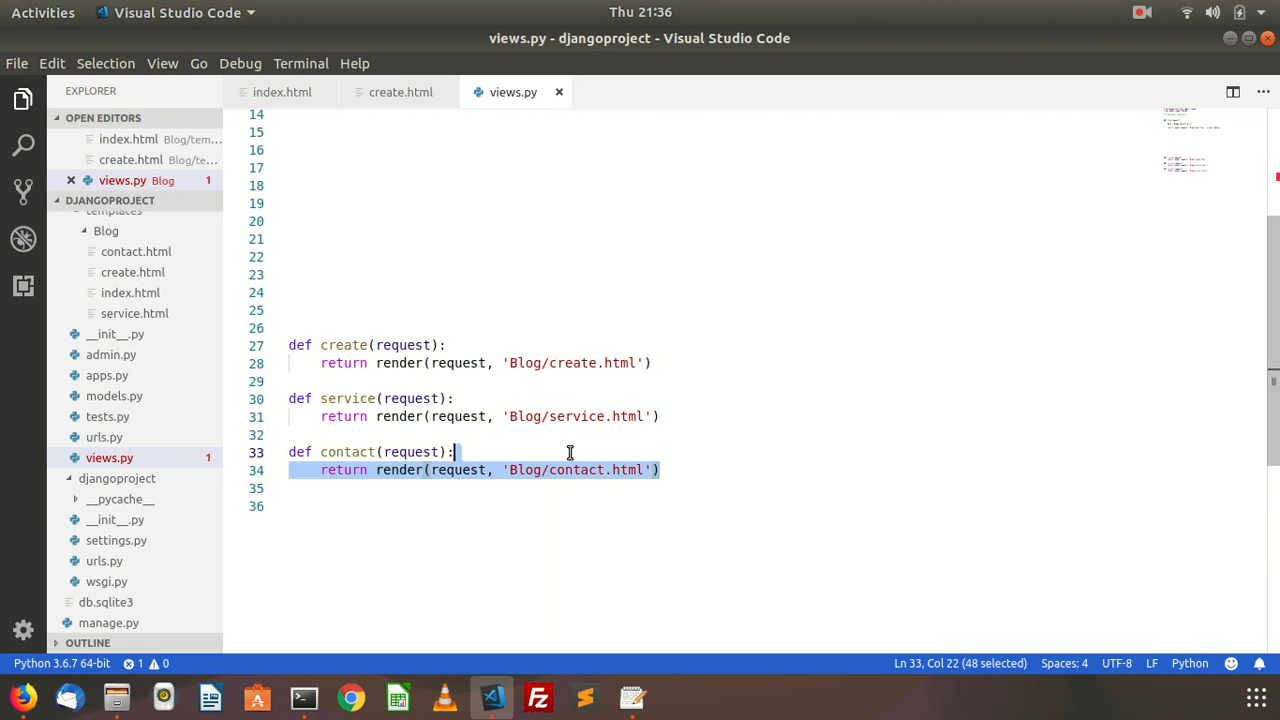 Activities Visual Studio Code Thu 21:36
views.py - djangoproject - Visual Studio Code
File Edit Selection View Go Debug Terminal Help
EXPLORER index.html create.html views.py
OPEN EDITORS
index.html Blog/tem...
create.html Blog/te...
views.py Blog 1
DJANGOPROJECT
templates
Blog
contact.html
create.html
index.html
service.html
__init__.py
admin.py
apps.py
models.py
tests.py
urls.py
views.py 1
djangoproject
__pycache__
__init__.py
settings.py
urls.py
wsgi.py
db.sqlite3
manage.py
OUTLINE
14
15
16
17
18
19
20
21
22
23
24
25
26
27 def create(request):
28 return render(request, 'Blog/create.html')
29
30 def service(request):
31 return render(request, 'Blog/service.html')
32
33 def contact(request):
34 return render(request, 'Blog/contact.html')
35
36
Python 3.6.7 64-bit 1 0 Ln 33, Col 22 (48 selected) Spaces: 4 UTF-8 LF Python